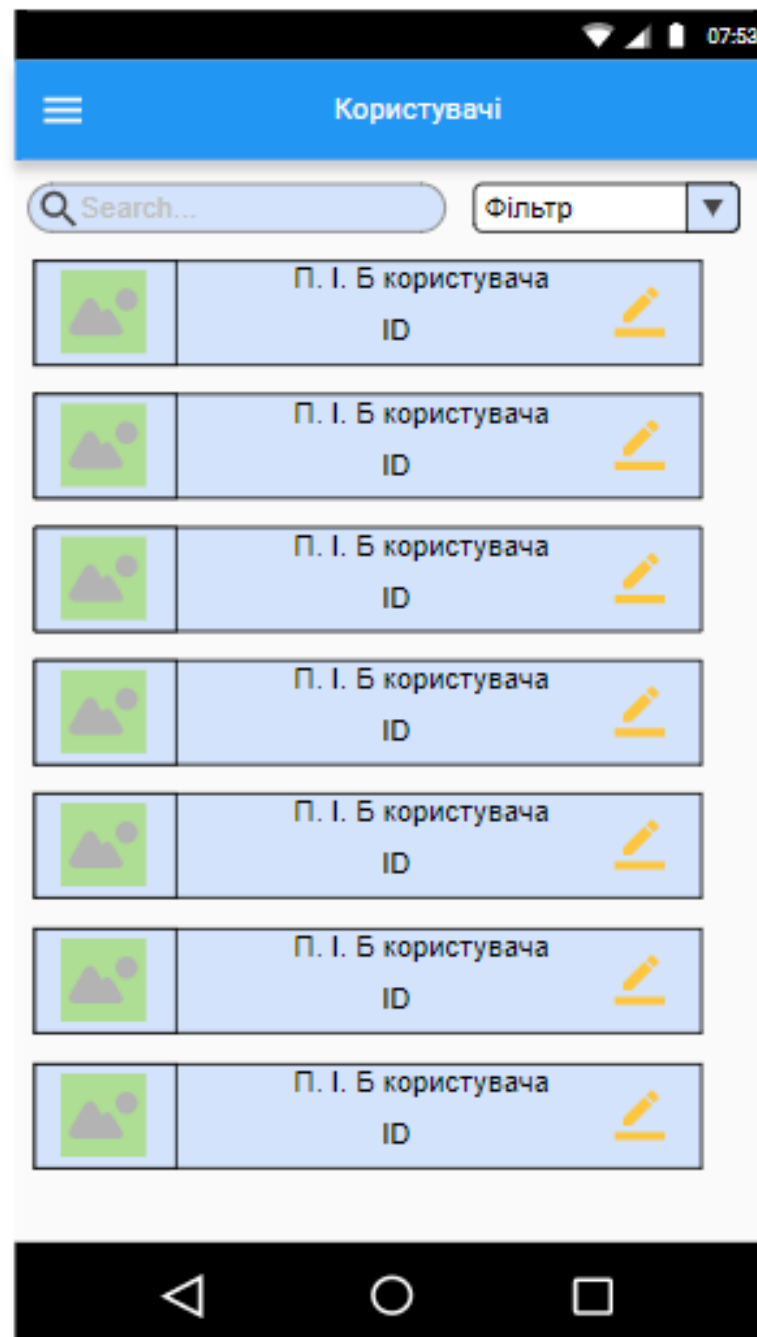 07:53
Користувачі
Search...
Фільтр
П. І. Б користувача
ID
П. І. Б користувача
ID
П. І. Б користувача
ID
П. І. Б користувача
ID
П. І. Б користувача
ID
П. І. Б користувача
ID
П. І. Б користувача
ID